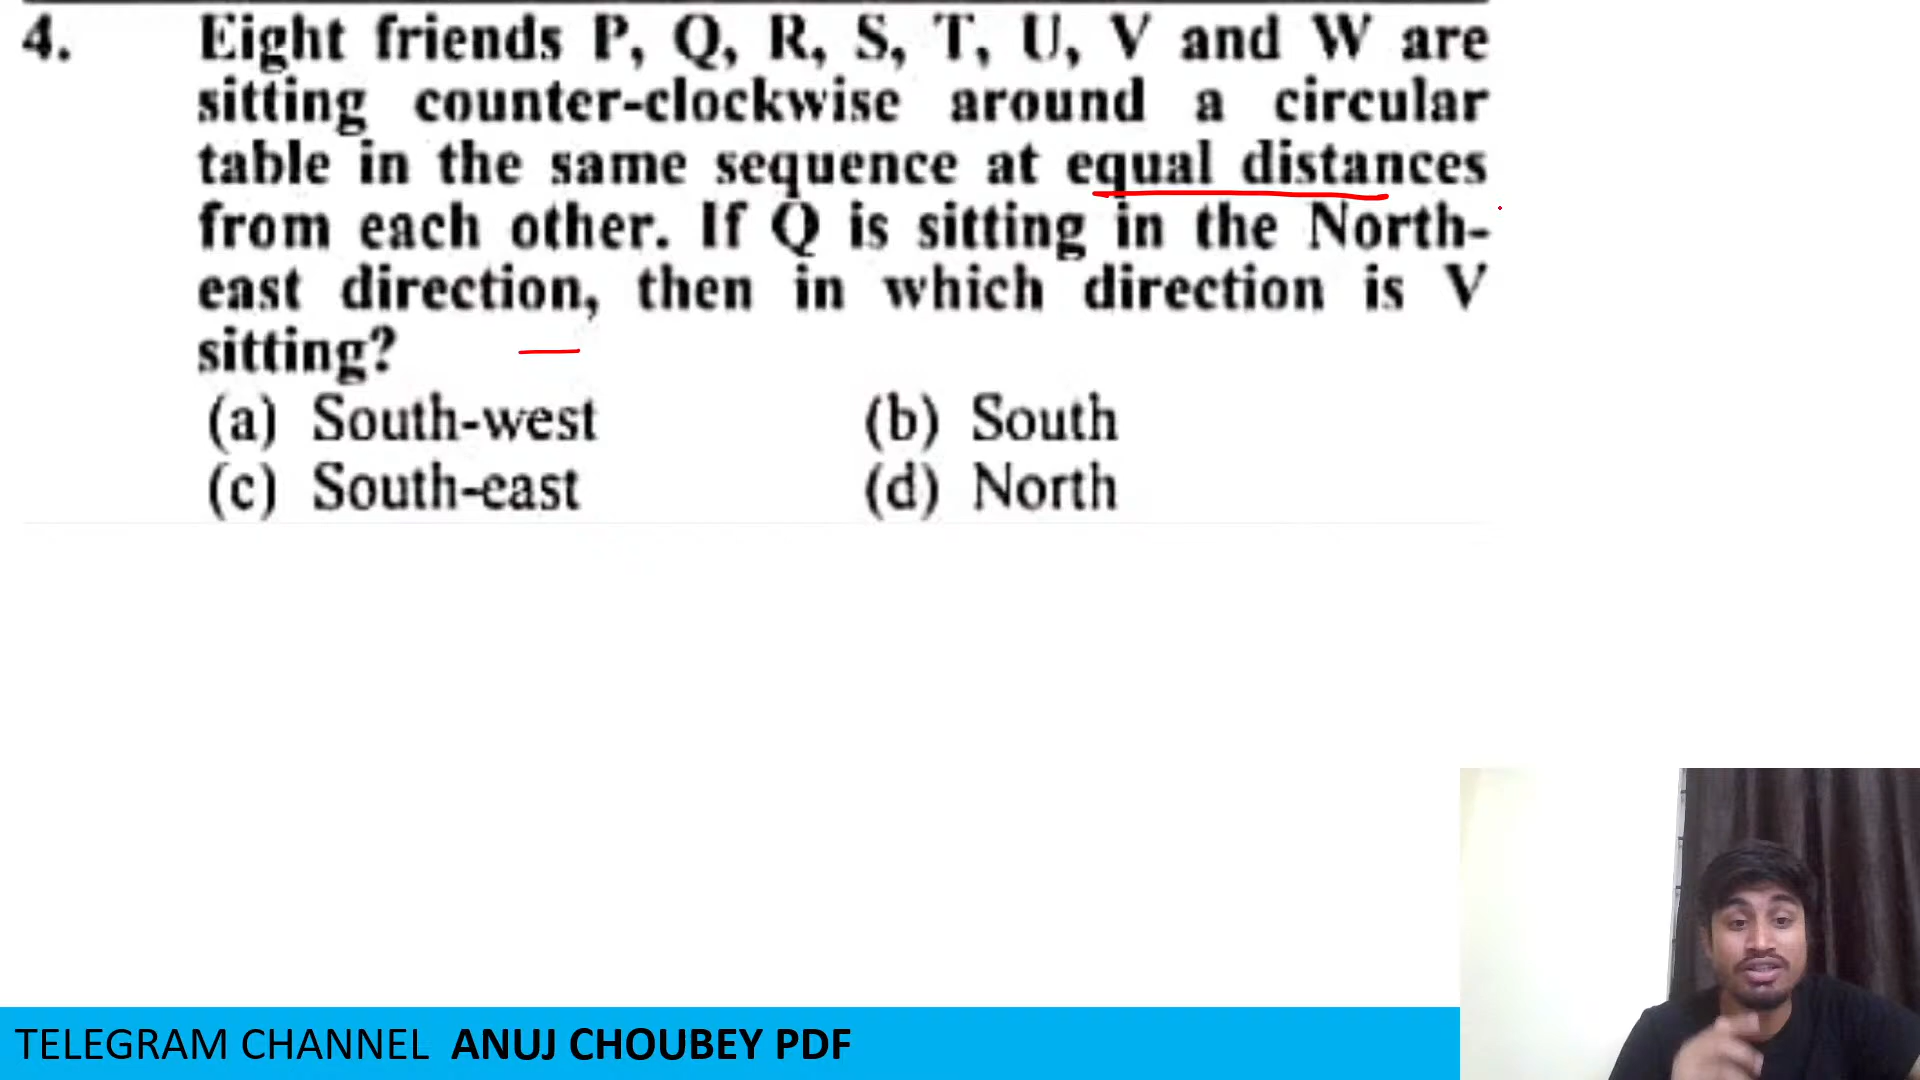 4. Eight friends P, Q, R, S, T, U, V and W are
sitting counter-clockwise around a circular
table in the same sequence at equal distances
from each other. If Q is sitting in the North-
east direction, then in which direction is V
sitting?
(a) South-west (b) South
(c) South-east (d) North
TELEGRAM CHANNEL ANUJ CHOUBEY PDF